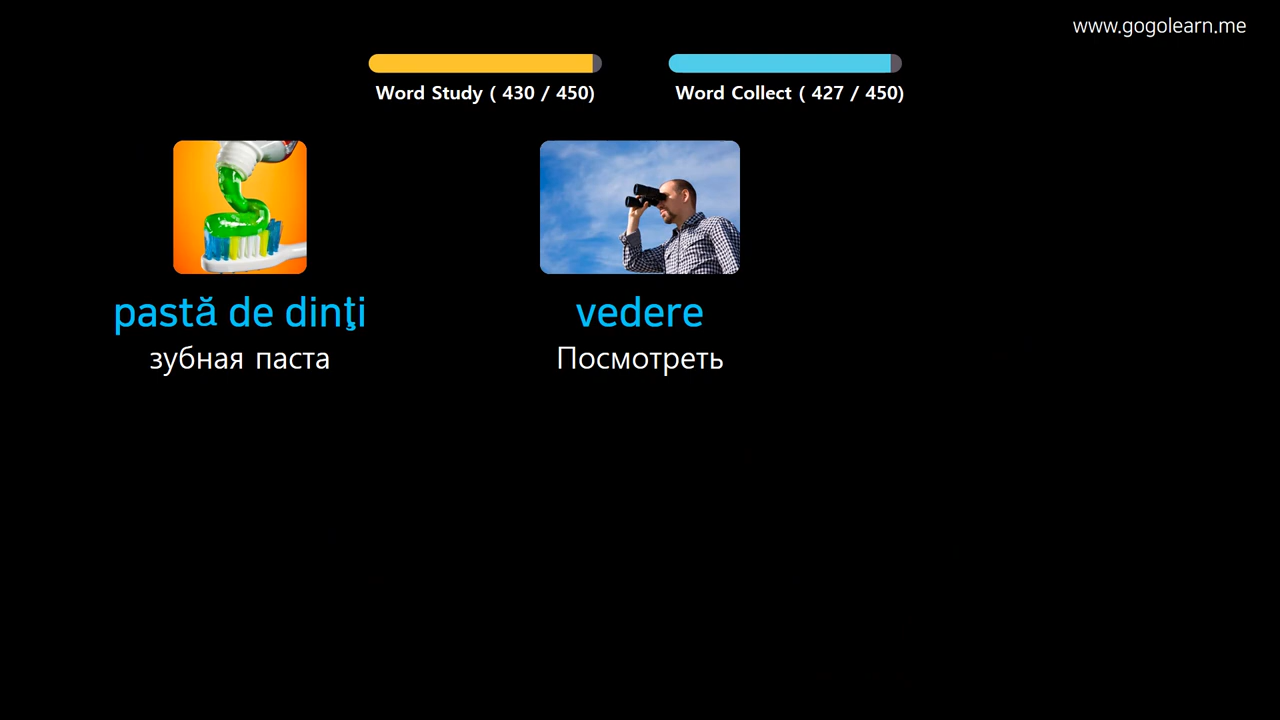 www.gogolearn.me
Word Study ( 430 / 450)
Word Collect ( 427 / 450)
pastă de dinţi
vedere
зубная паста
Посмотреть